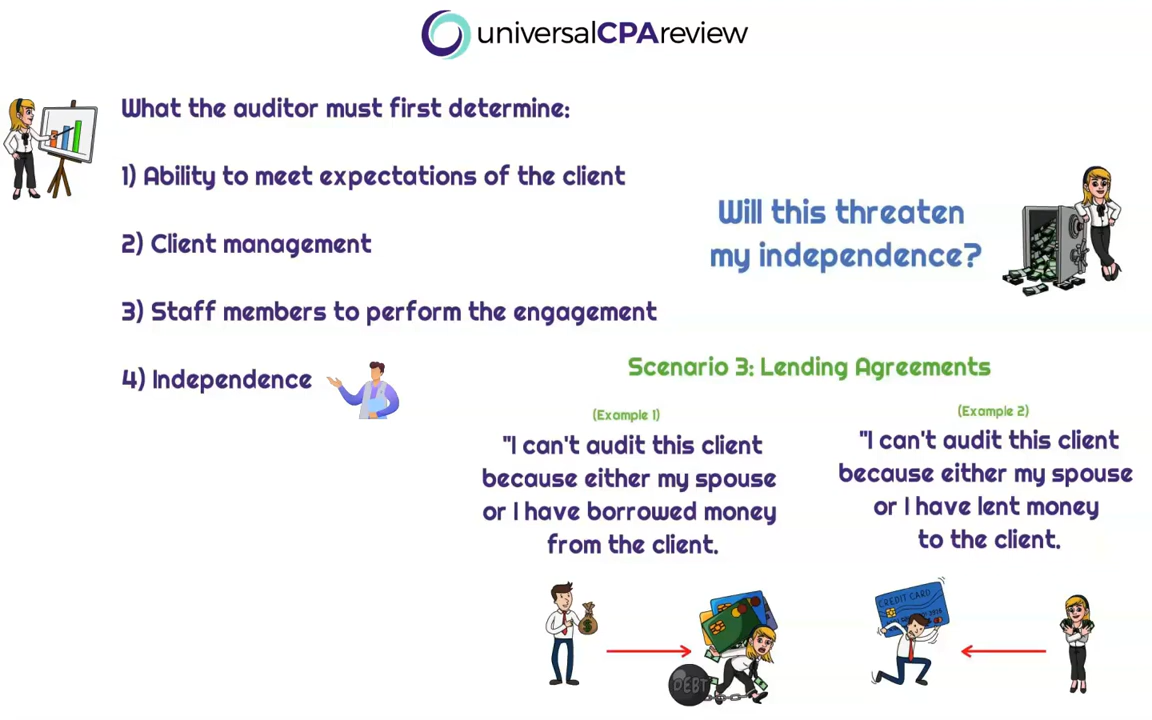 universalCPAreview
What the auditor must first determine:
1) Ability to meet expectations of the client
2) Client management
3) Staff members to perform the engagement
4) Independence
Will this threaten
my independence?
Scenario 3: Lending Agreements
(Example 1)
"I can't audit this client
because either my spouse
or I have borrowed money
from the client.
(Example 2)
"I can't audit this client
because either my spouse
or I have lent money
to the client.
DEBT
CREDIT CARD